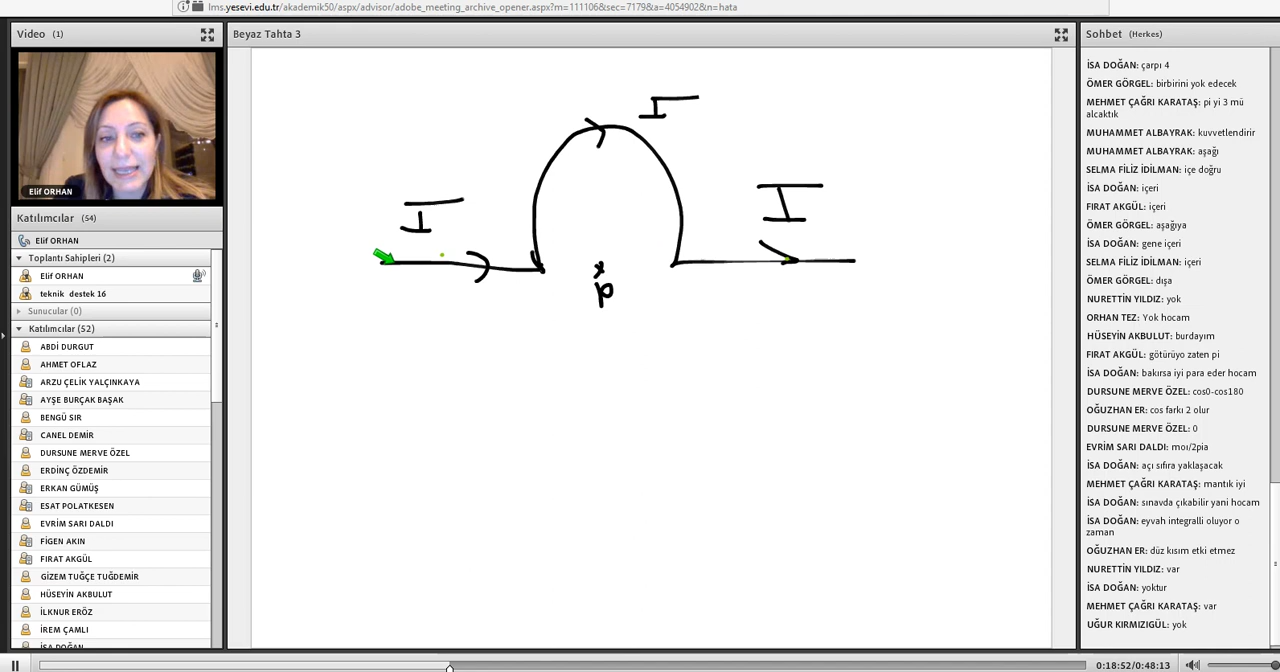 lms.yesevi.edu.tr/akademik50/aspx/advisor/adobe_meeting_archive_opener.aspx?m=111106&sec=7179&a=4054902&n=hata
Video (1)
Elif ORHAN
Katılımcılar (54)
Elif ORHAN
Toplantı Sahipleri (2)
Elif ORHAN
teknik destek 16
Sunucular (0)
Katılımcılar (52)
ABDİ DURGUT
AHMET OFLAZ
ARZU ÇELİK YALÇINKAYA
AYŞE BURÇAK BAŞAK
BENGÜ SIR
CANEL DEMİR
DURSUNE MERVE ÖZEL
ERDİNÇ ÖZDEMİR
ERKAN GÜMÜŞ
ESAT POLATKESEN
EVRİM SARI DALDI
FİGEN AKIN
FIRAT AKGÜL
GİZEM TUĞÇE TUĞDEMİR
HÜSEYİN AKBULUT
İLKNUR ERÖZ
İREM ÇAMLI
İSA DOĞAN
Beyaz Tahta 3
I
I
I
p
Sohbet (Herkes)
İSA DOĞAN: çarpı 4
ÖMER GÖRGEL: birbirini yok edecek
MEHMET ÇAĞRI KARATAŞ: pi yi 3 mü
alcaktık
MUHAMMET ALBAYRAK: kuvvetlendirir
MUHAMMET ALBAYRAK: aşağı
SELMA FİLİZ İDİLMAN: içe doğru
İSA DOĞAN: içeri
FIRAT AKGÜL: içeri
ÖMER GÖRGEL: aşağıya
İSA DOĞAN: gene içeri
SELMA FİLİZ İDİLMAN: içeri
ÖMER GÖRGEL: dışa
NURETTİN YILDIZ: yok
ORHAN TEZ: Yok hocam
HÜSEYİN AKBULUT: burdayım
FIRAT AKGÜL: götürüyo zaten pi
İSA DOĞAN: bakırsa iyi para eder hocam
DURSUNE MERVE ÖZEL: cos0-cos180
OĞUZHAN ER: cos farkı 2 olur
DURSUNE MERVE ÖZEL: 0
EVRİM SARI DALDI: moı/2pia
İSA DOĞAN: açı sıfıra yaklaşacak
MEHMET ÇAĞRI KARATAŞ: mantık iyi
İSA DOĞAN: sınavda çıkabilir yani hocam
İSA DOĞAN: eyvah integralli oluyor o
zaman
OĞUZHAN ER: düz kısım etki etmez
NURETTİN YILDIZ: var
İSA DOĞAN: yoktur
MEHMET ÇAĞRI KARATAŞ: var
UĞUR KIRMIZIGÜL: yok
0:18:52/0:48:13